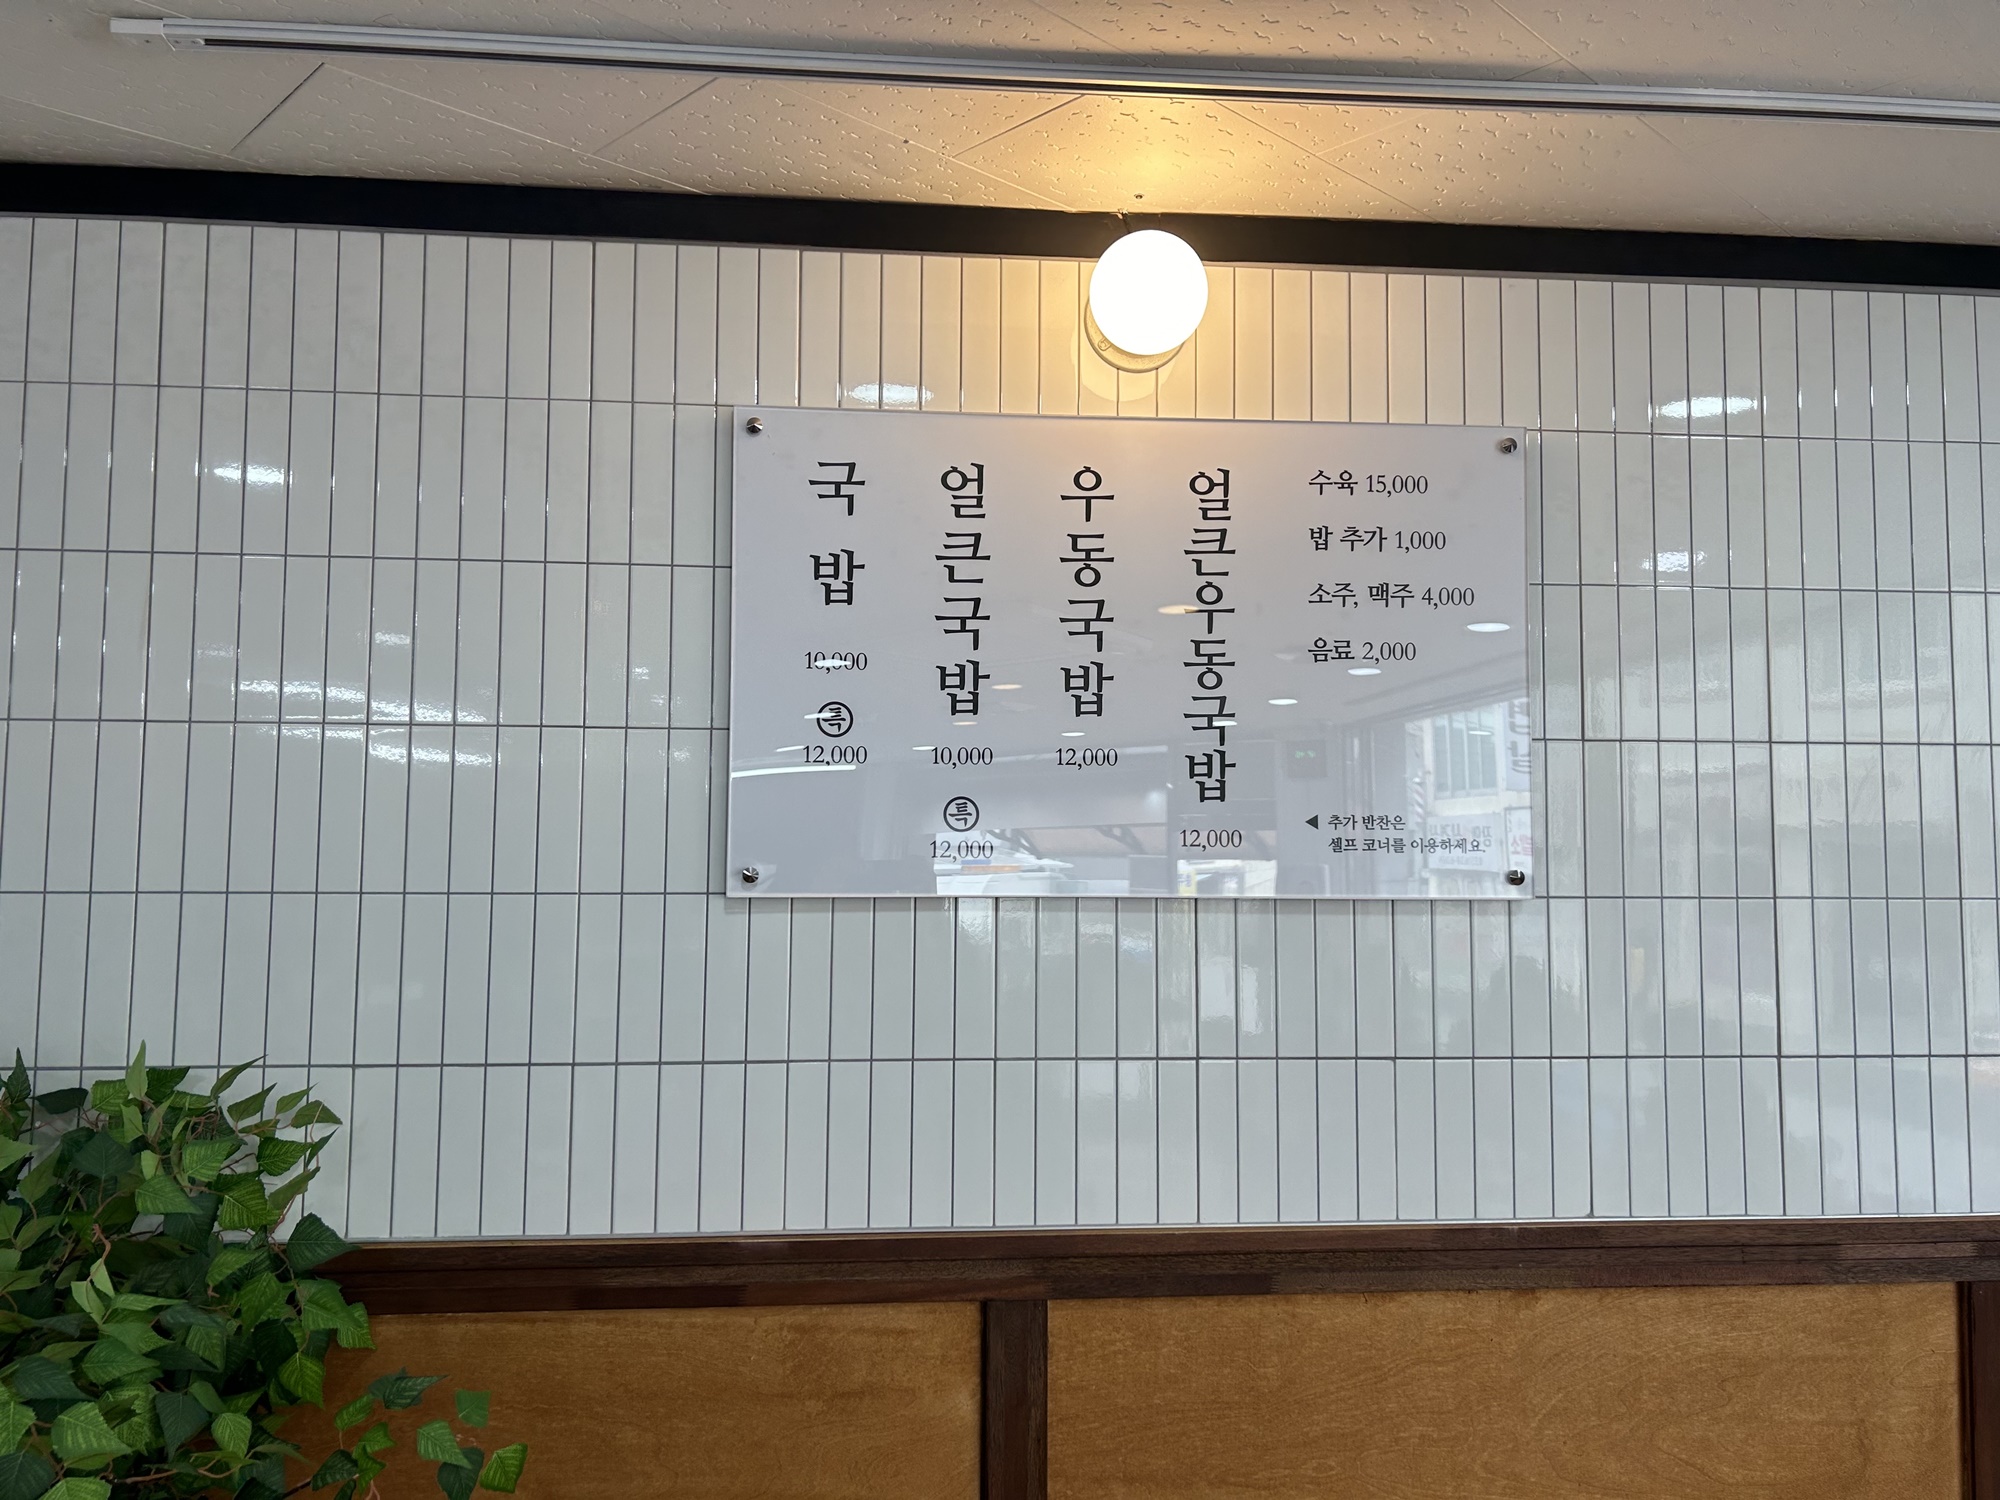 국밥
10,000
특
12,000
얼큰국밥
10,000
특
12,000
우동국밥
12,000
얼큰우동국밥
12,000
수육 15,000
밥 추가 1,000
소주, 맥주 4,000
음료 2,000
◀ 추가 반찬은
셀프 코너를 이용하세요.